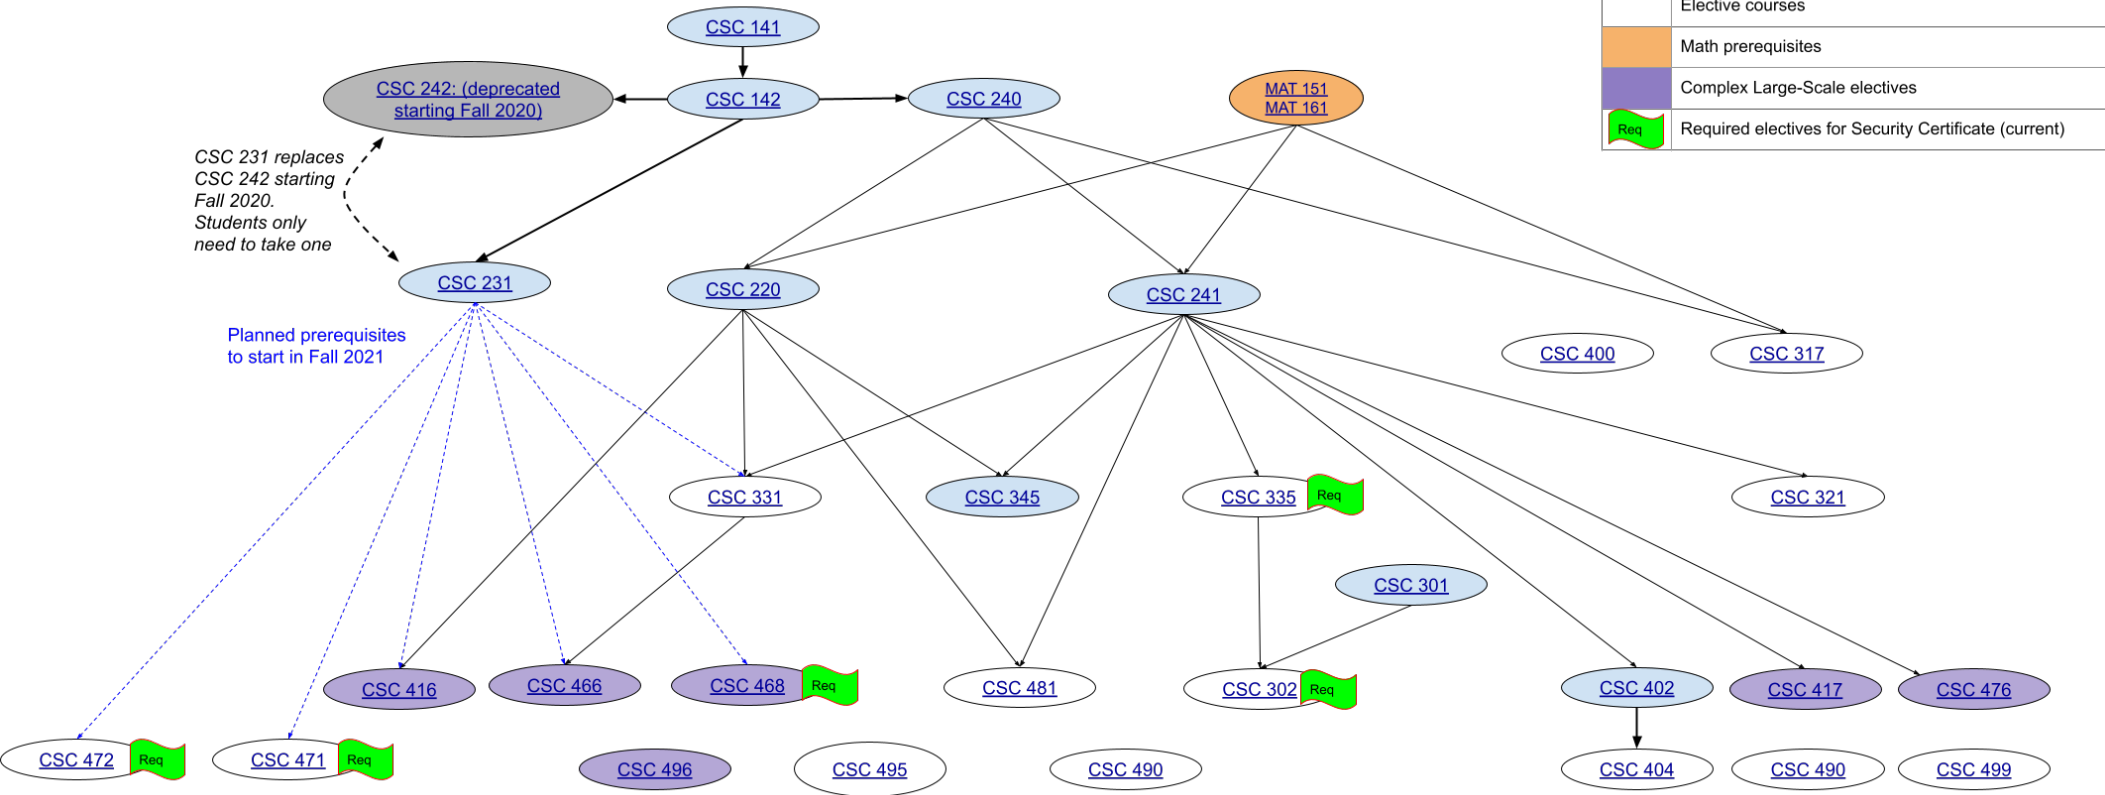 Elective courses
Math prerequisites
Complex Large-Scale electives
Req
Required electives for Security Certificate (current)
CSC 141
CSC 242: (deprecated
starting Fall 2020)
CSC 142
CSC 240
MAT 151
MAT 161
CSC 231 replaces
CSC 242 starting
Fall 2020.
Students only
need to take one
CSC 231
CSC 220
CSC 241
Planned prerequisites
to start in Fall 2021
CSC 400
CSC 317
CSC 331
CSC 345
CSC 335
Req
CSC 321
CSC 301
CSC 416
CSC 466
CSC 468
Req
CSC 481
CSC 302
Req
CSC 402
CSC 417
CSC 476
CSC 472
Req
CSC 471
Req
CSC 496
CSC 495
CSC 490
CSC 404
CSC 490
CSC 499